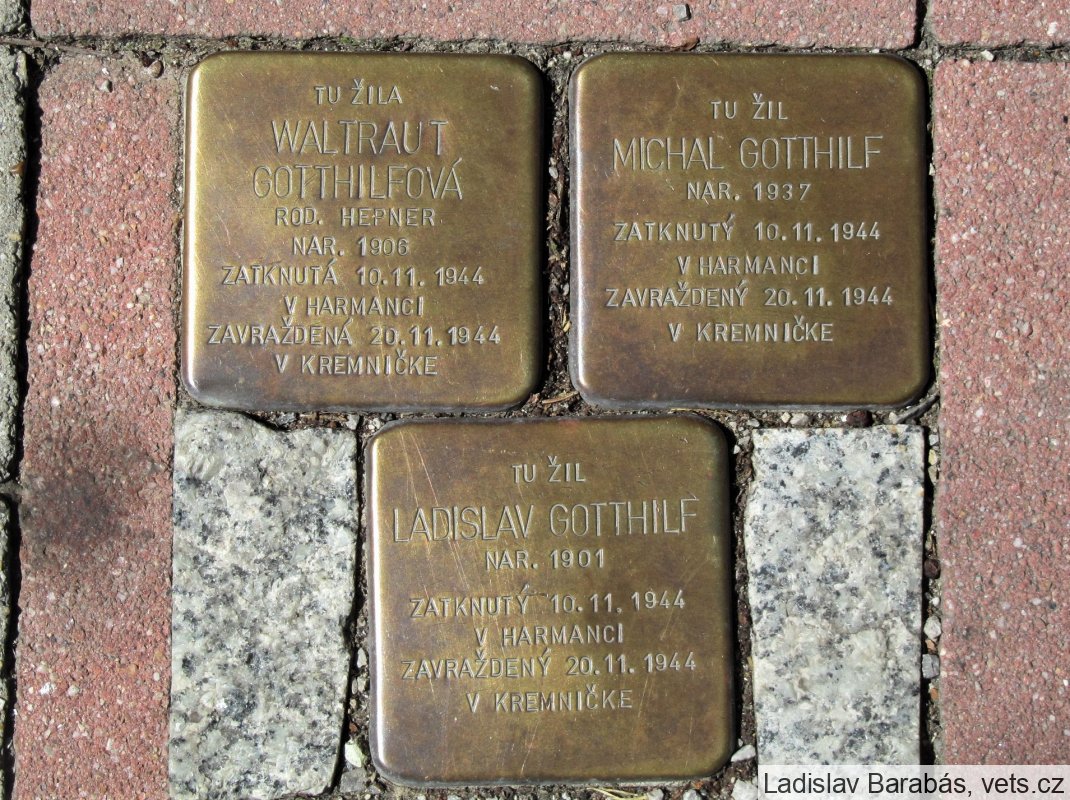 TU ŽILA
WALTRAUT
GOTTHILFOVÁ
ROD. HEPNER
NAR. 1906
ZATKNUTÁ 10.11.1944
V HARMANCI
ZAVRAŽDENÁ 20.11.1944
V KREMNIČKE
TU ŽIL
MICHAL GOTTHILF
NAR. 1937
ZATKNUTÝ 10.11.1944
V HARMANCI
ZAVRAŽDENÝ 20.11.1944
V KREMNIČKE
TU ŽIL
LADISLAV GOTTHILF
NAR. 1901
ZATKNUTÝ 10.11.1944
V HARMANCI
ZAVRAŽDENÝ 20.11.1944
V KREMNIČKE
Ladislav Barabás, vets.cz